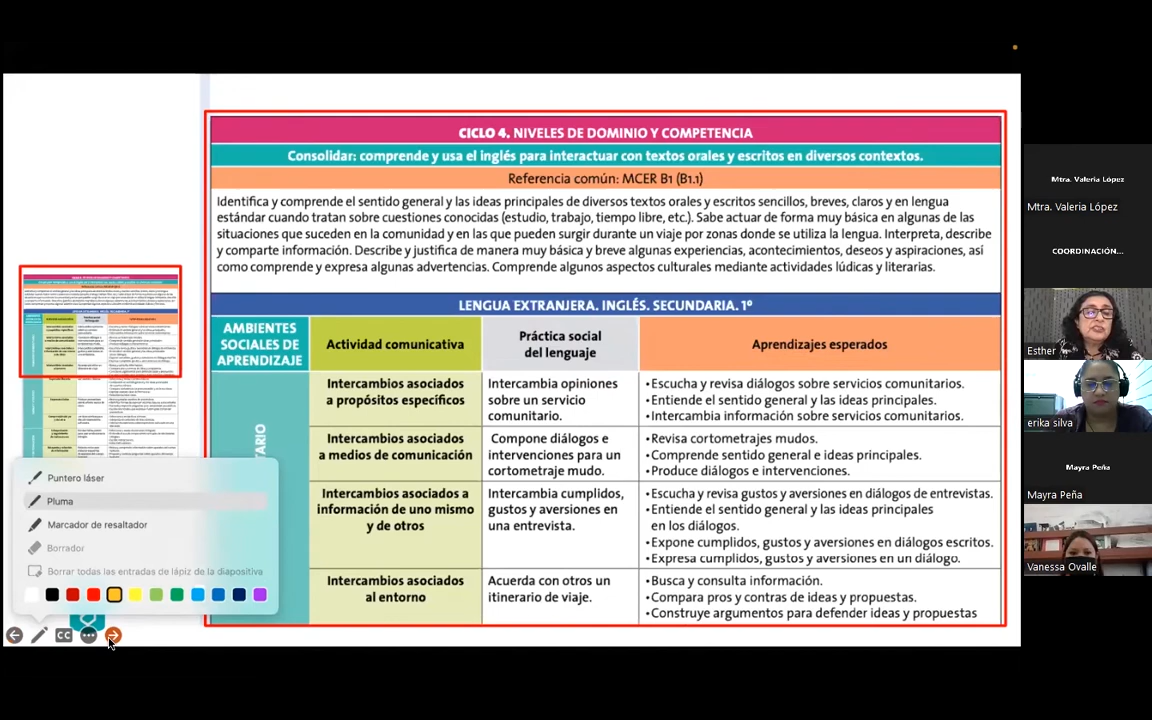 CICLO 4. NIVELES DE DOMINIO Y COMPETENCIA
Consolidar: comprende y usa el inglés para interactuar con textos orales y escritos en diversos contextos.
Referencia común: MCER B1 (B1.1)
Identifica y comprende el sentido general y las ideas principales de diversos textos orales y escritos sencillos, breves, claros y en lengua
estándar cuando tratan sobre cuestiones conocidas (estudio, trabajo, tiempo libre, etc.). Sabe actuar de forma muy básica en algunas de las
situaciones que suceden en la comunidad y en las que pueden surgir durante un viaje por zonas donde se utiliza la lengua. Interpreta, describe
y comparte información. Describe y justifica de manera muy básica y breve algunas experiencias, acontecimientos, deseos y aspiraciones, así
como comprende y expresa algunas advertencias. Comprende algunos aspectos culturales mediante actividades lúdicas y literarias.
LENGUA EXTRANJERA. INGLÉS. SECUNDARIA. 1º
AMBIENTES
SOCIALES DE
APRENDIZAJE
Actividad comunicativa
Práctica social
del lenguaje
Aprendizajes esperados
Intercambios asociados
a propósitos específicos
Intercambia opiniones
sobre un servicio
comunitario.
• Escucha y revisa diálogos sobre servicios comunitarios.
• Entiende el sentido general y las ideas principales.
• Intercambia información sobre servicios comunitarios.
Intercambios asociados
a medios de comunicación
Compone diálogos e
intervenciones para un
cortometraje mudo.
• Revisa cortometrajes mudos.
• Comprende sentido general e ideas principales.
• Produce diálogos e intervenciones.
Intercambios asociados a
información de uno mismo
y de otros
Intercambia cumplidos,
gustos y aversiones en
una entrevista.
• Escucha y revisa gustos y aversiones en diálogos de entrevistas.
• Entiende el sentido general y las ideas principales
en los diálogos.
• Expone cumplidos, gustos y aversiones en diálogos escritos.
• Expresa cumplidos, gustos y aversiones en un diálogo.
Intercambios asociados
al entorno
Acuerda con otros un
itinerario de viaje.
• Busca y consulta información.
• Compara pros y contras de ideas y propuestas.
• Construye argumentos para defender ideas y propuestas
TARIO
Puntero láser
Pluma
Marcador de resaltador
Borrador
Borrar todas las entradas de lápiz de la diapositiva
CC
Mtra. Valeria López
Mtra. Valeria López
COORDINACIÓN...
Esther
erika silva
Mayra Peña
Mayra Peña
Vanessa Ovalle